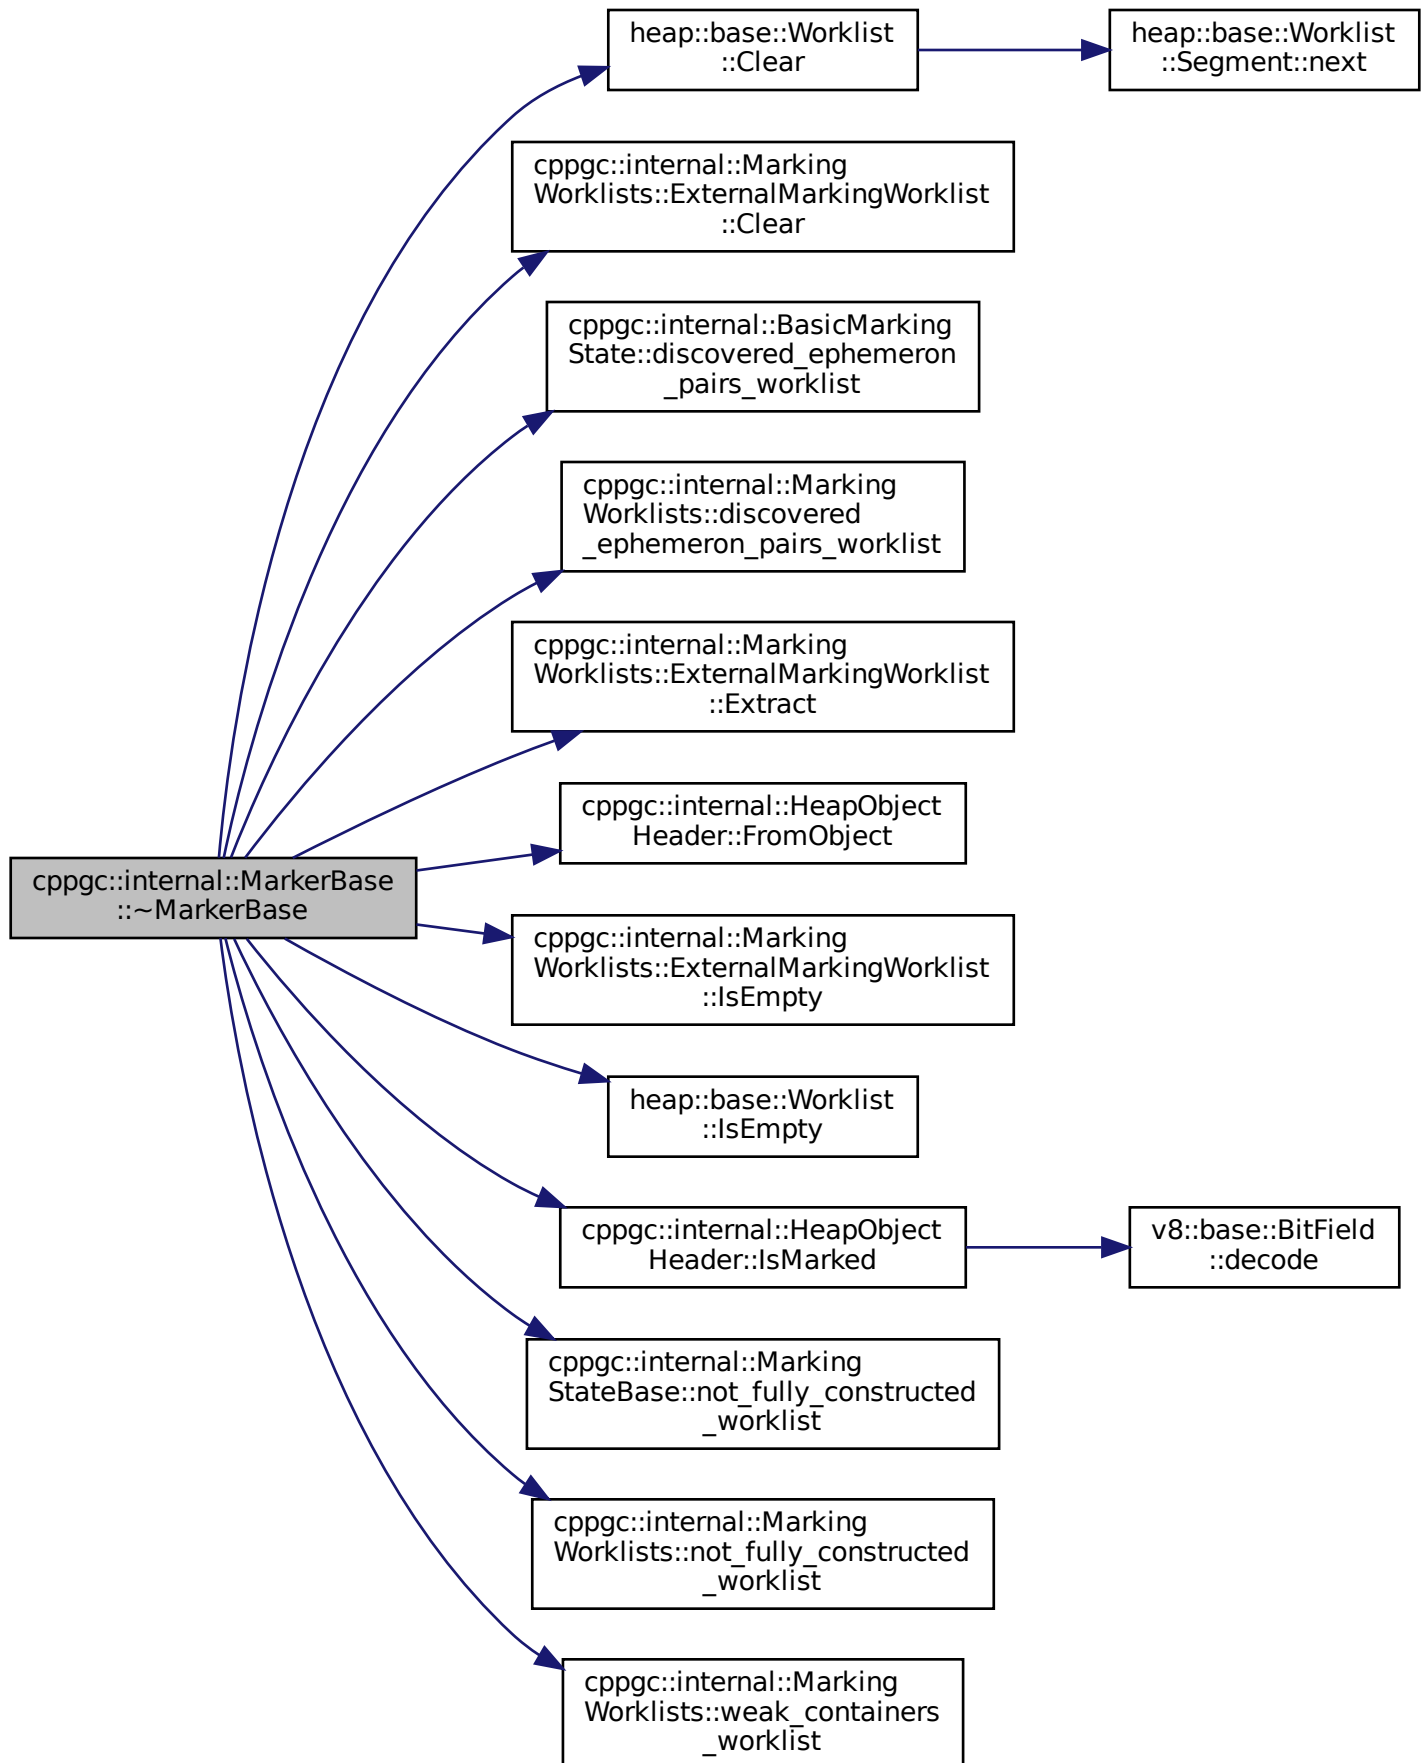 heap::base::Worklist
::Clear
heap::base::Worklist
::Segment::next
cppgc::internal::Marking
Worklists::ExternalMarkingWorklist
::Clear
cppgc::internal::BasicMarking
State::discovered_ephemeron
_pairs_worklist
cppgc::internal::Marking
Worklists::discovered
_ephemeron_pairs_worklist
cppgc::internal::Marking
Worklists::ExternalMarkingWorklist
::Extract
cppgc::internal::HeapObject
Header::FromObject
cppgc::internal::MarkerBase
::~MarkerBase
cppgc::internal::Marking
Worklists::ExternalMarkingWorklist
::IsEmpty
heap::base::Worklist
::IsEmpty
cppgc::internal::HeapObject
Header::IsMarked
v8::base::BitField
::decode
cppgc::internal::Marking
StateBase::not_fully_constructed
_worklist
cppgc::internal::Marking
Worklists::not_fully_constructed
_worklist
cppgc::internal::Marking
Worklists::weak_containers
_worklist